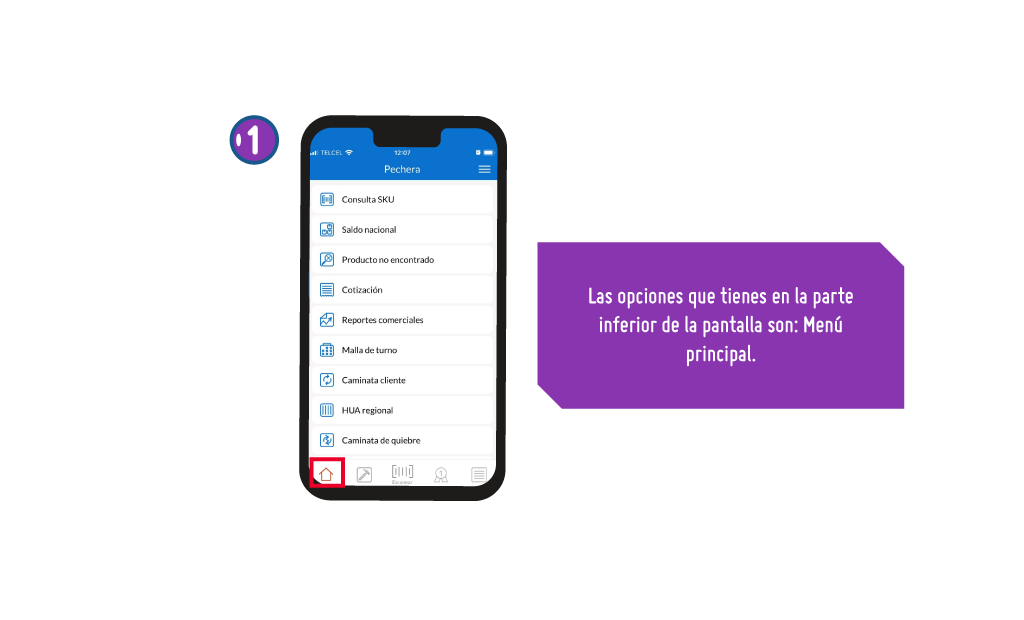 1
TELCEL 12:07
Pechera
Consulta SKU
Saldo nacional
Producto no encontrado
Cotización
Reportes comerciales
Malla de turno
Caminata cliente
HUA regional
Caminata de quiebre
Escanear
1
Las opciones que tienes en la parte
inferior de la pantalla son: Menú
principal.